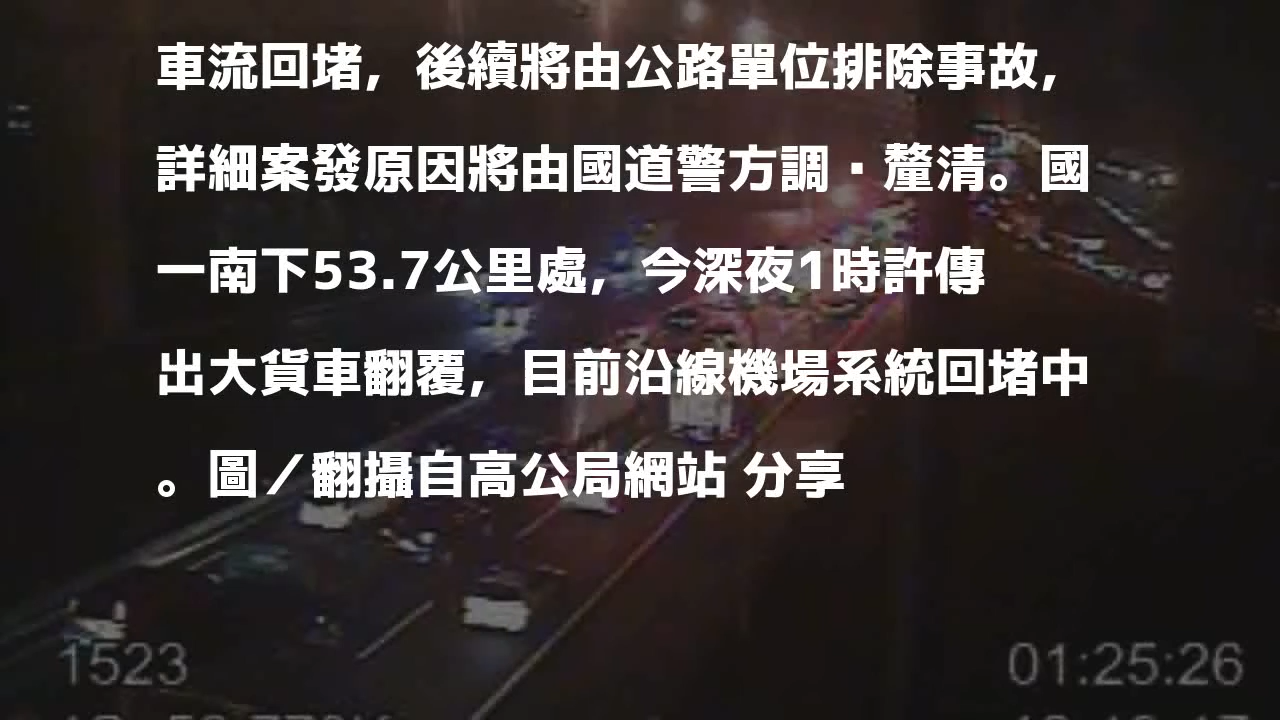 車流回堵，後續將由公路單位排除事故，
詳細案發原因將由國道警方調·釐清。國
一南下53.7公里處，今深夜1時許傳
出大貨車翻覆，目前沿線機場系統回堵中
。圖／翻攝自高公局網站 分享
1523
01:25:26